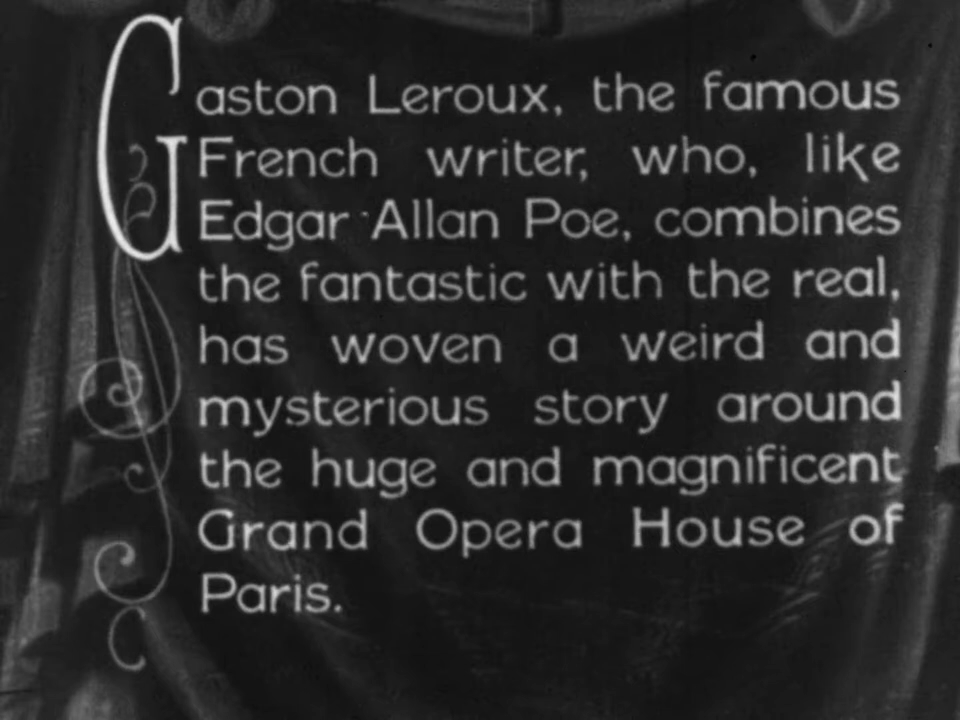 Gaston Leroux, the famous
French writer, who, like
Edgar Allan Poe, combines
the fantastic with the real,
has woven a weird and
mysterious story around
the huge and magnificent
Grand Opera House of
Paris.